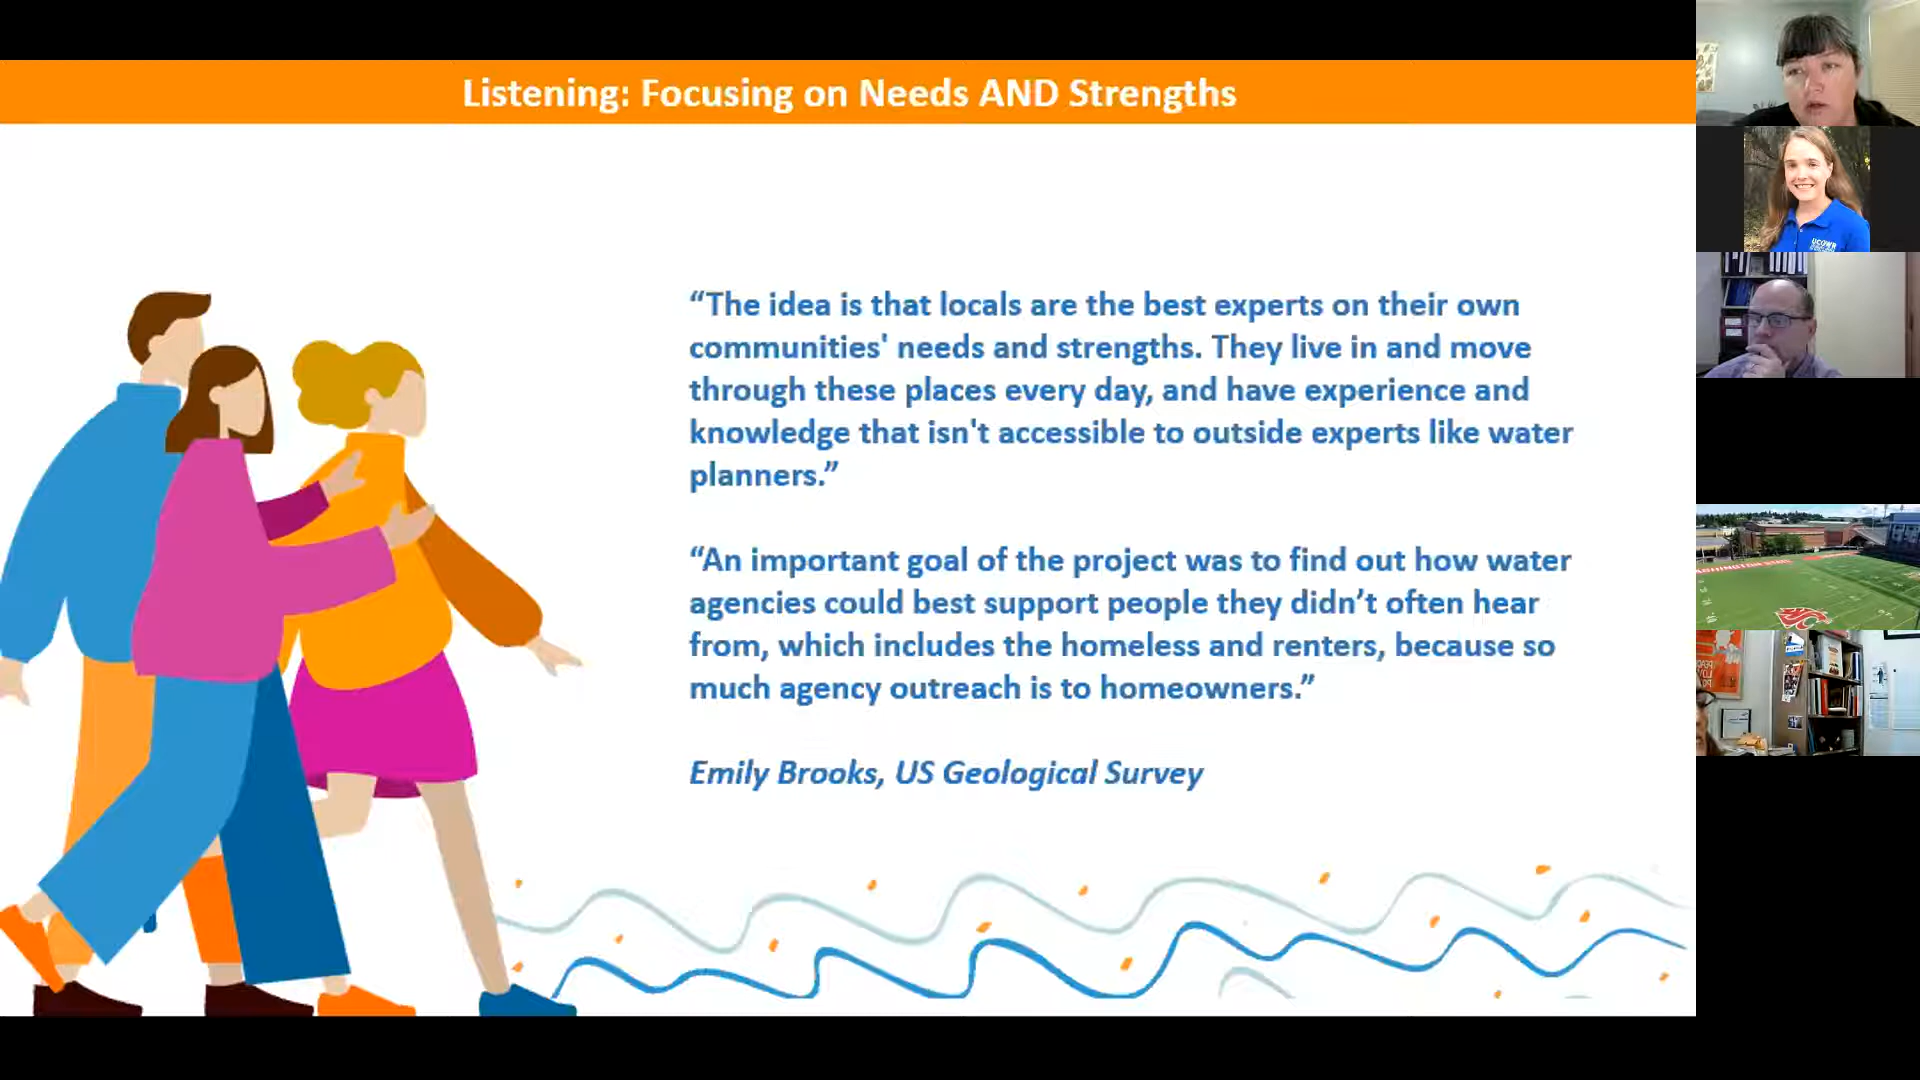 Listening: Focusing on Needs AND Strengths
“The idea is that locals are the best experts on their own
communities' needs and strengths. They live in and move
through these places every day, and have experience and
knowledge that isn't accessible to outside experts like water
planners.”
“An important goal of the project was to find out how water
agencies could best support people they didn’t often hear
from, which includes the homeless and renters, because so
much agency outreach is to homeowners.”
Emily Brooks, US Geological Survey
UCOWR